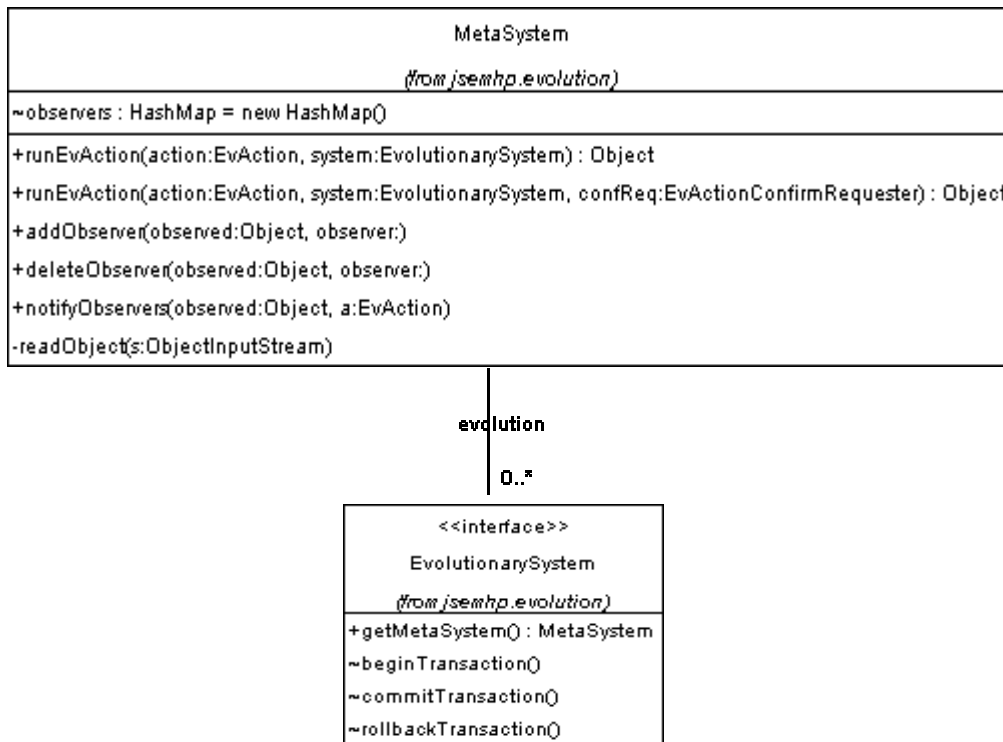 MetaSystem
(from jsemhp.evolution)
~observers : HashMap = new HashMap()
+runEvAction(action:EvAction, system:EvolutionarySystem) : Object
+runEvAction(action:EvAction, system:EvolutionarySystem, confReq:EvActionConfirmRequester) : Object
+addObserver(observed:Object, observer:)
+deleteObserver(observed:Object, observer:)
+notifyObservers(observed:Object, a:EvAction)
-readObject(s:ObjectInputStream)
evolution
0..*
<<interface>>
EvolutionarySystem
(from jsemhp.evolution)
+getMetaSystem() : MetaSystem
~beginTransaction()
~commitTransaction()
~rollbackTransaction()